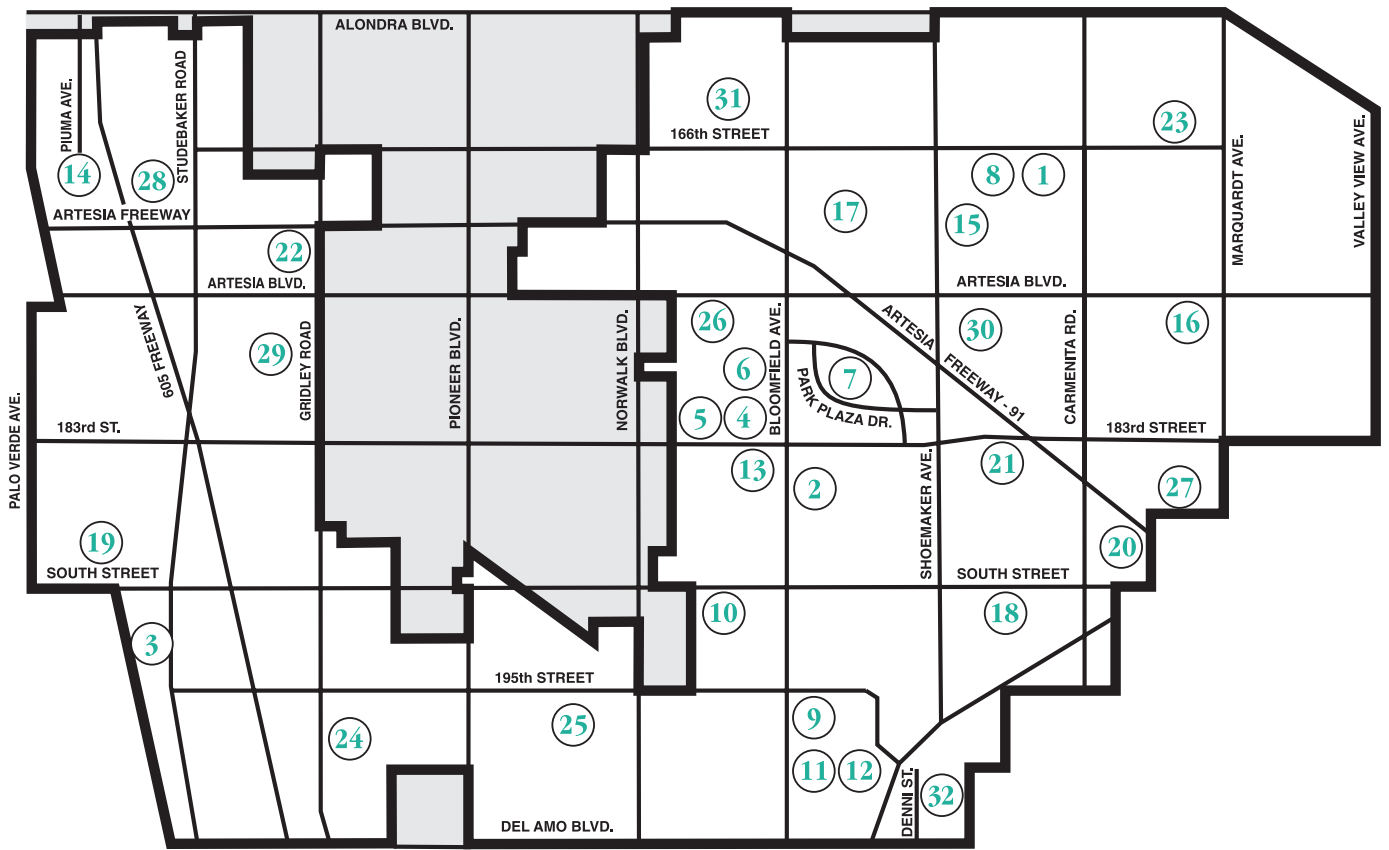 ALONDRA BLVD.
PIUMA AVE.
STUDEBAKER ROAD
31
166th STREET
23
MARQUARDT AVE.
VALLEY VIEW AVE.
14
28
8
1
ARTESIA FREEWAY
17
15
22
ARTESIA BLVD.
ARTESIA BLVD.
605 FREEWAY
29
GRIDLEY ROAD
PIONEER BLVD.
NORWALK BLVD.
26
BLOOMFIELD AVE.
ARTESIA FREEWAY - 91
30
CARMENITA RD.
16
6
7
PARK PLAZA DR.
5
4
PALO VERDE AVE.
183rd ST.
183rd STREET
13
2
SHOEMAKER AVE.
21
27
19
20
SOUTH STREET
SOUTH STREET
3
10
18
195th STREET
24
25
9
11
12
DENNI ST.
32
DEL AMO BLVD.